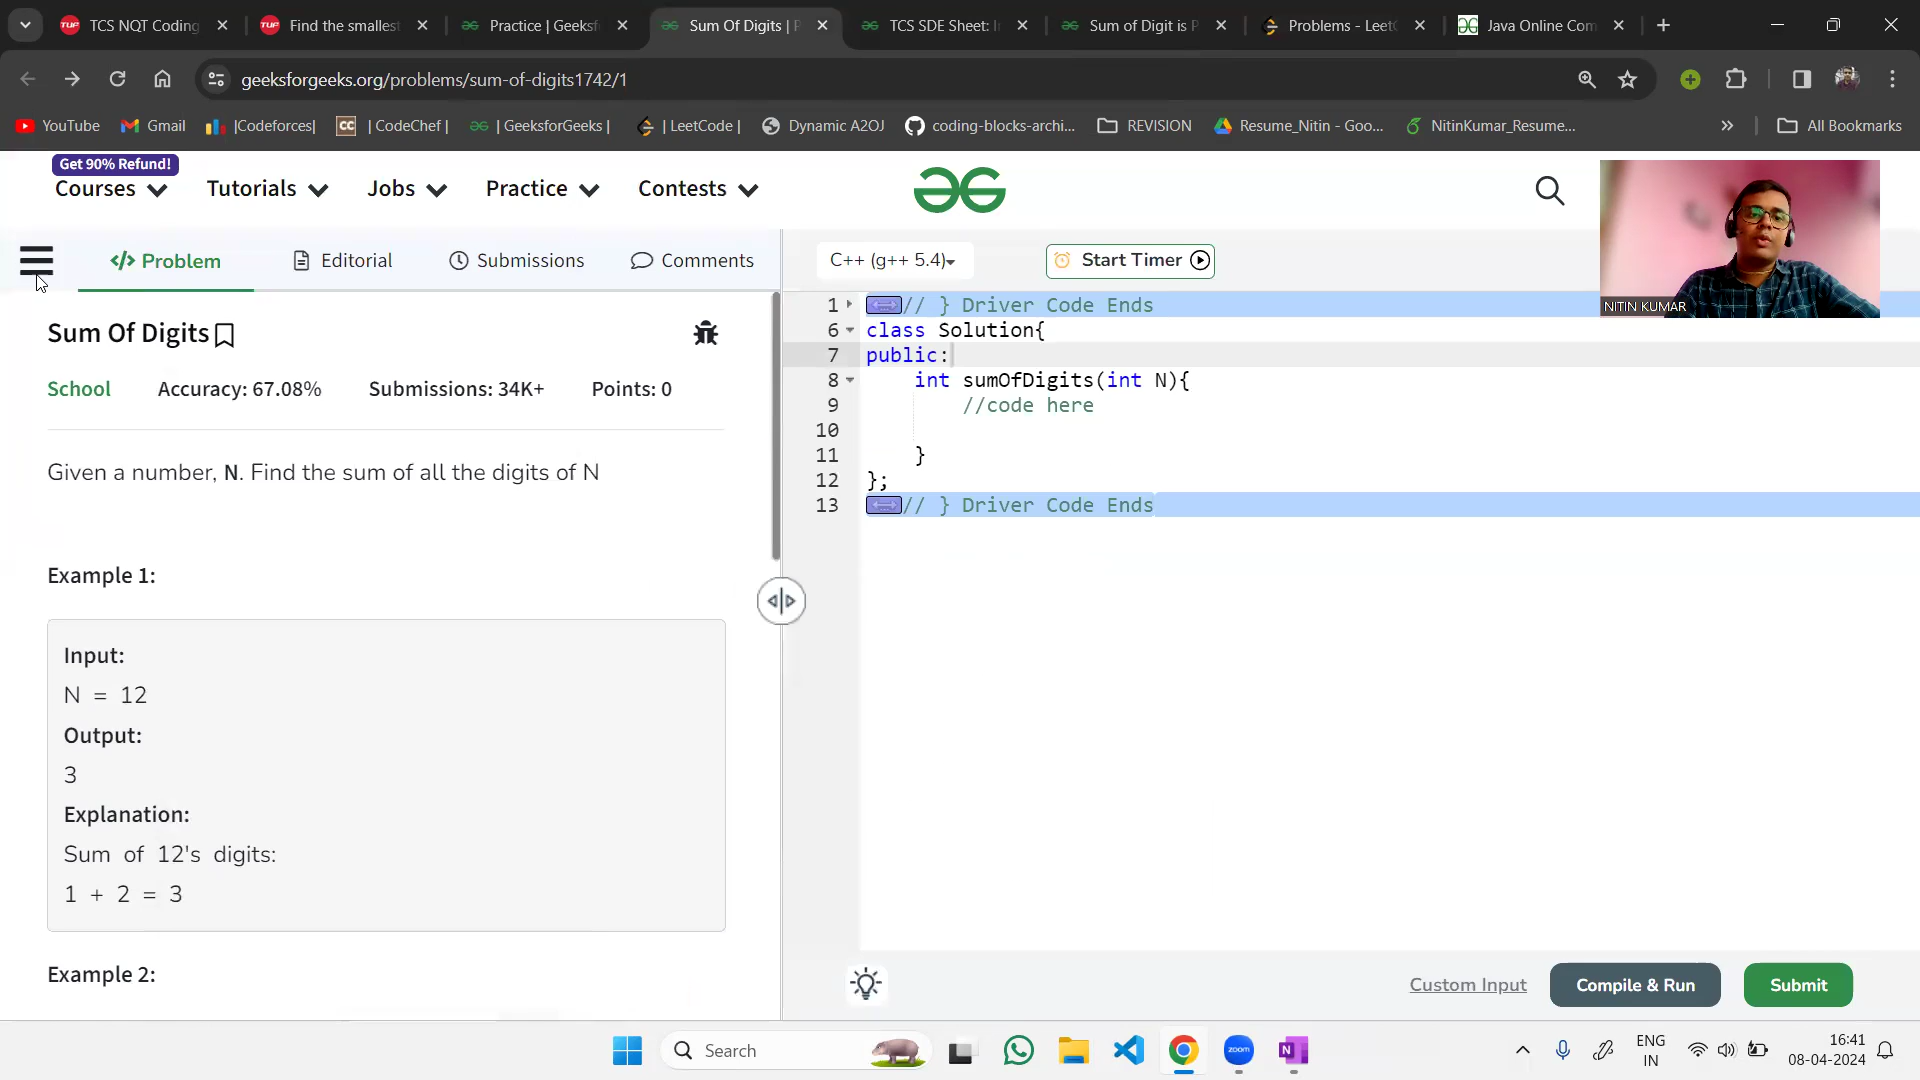 TCS NQT Coding
Find the smallest
Practice | Geeksf
Sum Of Digits | P
TCS SDE Sheet: I
Sum of Digit is P
Problems - LeetC
Java Online Com
geeksforgeeks.org/problems/sum-of-digits1742/1
YouTube
Gmail
|Codeforces|
CC
| CodeChef |
| GeeksforGeeks |
| LeetCode |
Dynamic A2OJ
coding-blocks-archi...
REVISION
Resume_Nitin - Goo...
NitinKumar_Resume...
All Bookmarks
Get 90% Refund!
Courses
Tutorials
Jobs
Practice
Contests
NITIN KUMAR
</> Problem
Editorial
Submissions
Comments
C++ (g++ 5.4)
Start Timer
Sum Of Digits
School
Accuracy: 67.08%
Submissions: 34K+
Points: 0
Given a number, N. Find the sum of all the digits of N
Example 1:
Input:
N = 12
Output:
3
Explanation:
Sum of 12's digits:
1 + 2 = 3
Example 2:
1 // } Driver Code Ends
6 class Solution{
7 public:
8 int sumOfDigits(int N){
9 //code here
10
11 }
12 };
13 // } Driver Code Ends
Custom Input
Compile & Run
Submit
Search
zoom
N
ENG
IN
16:41
08-04-2024